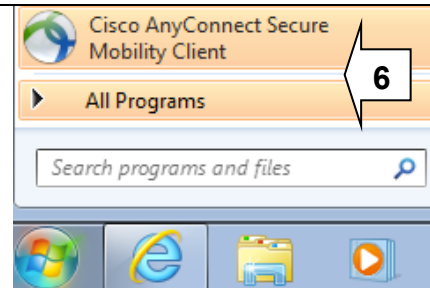 Cisco AnyConnect Secure
Mobility Client
6
All Programs
Search programs and files